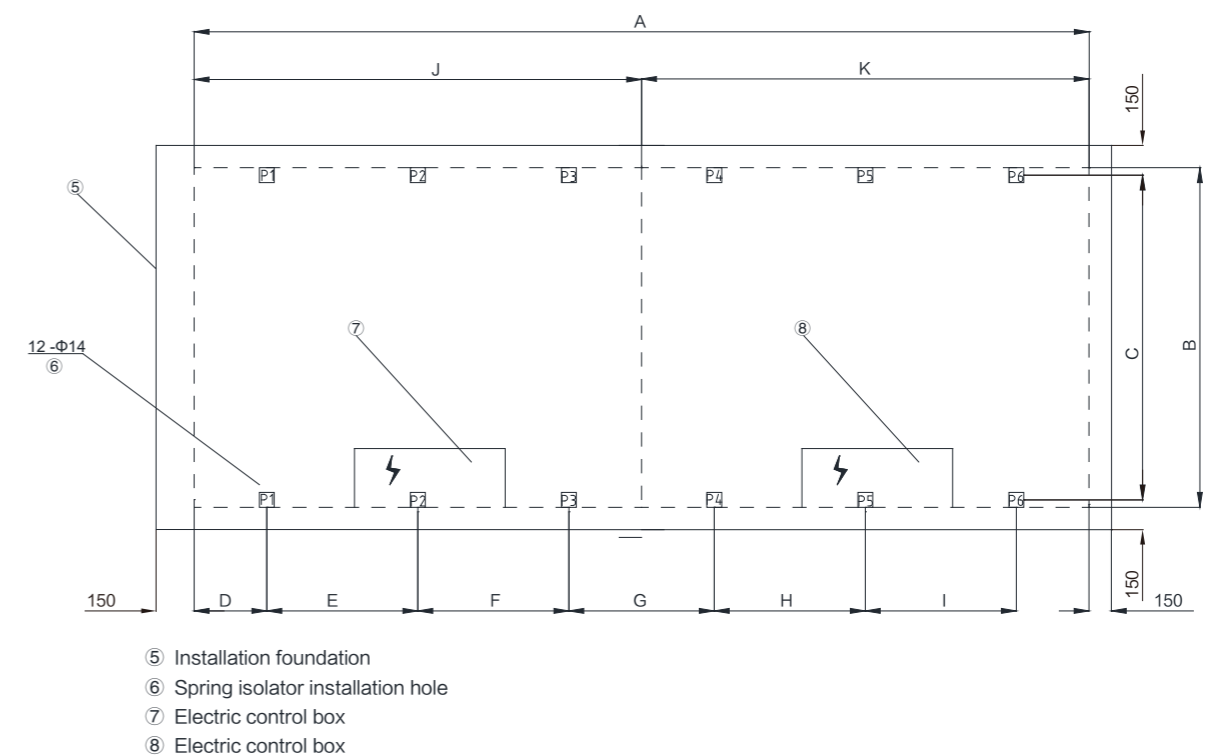 A
J K
150
P1 P2 P3 P4 P5 P6
⑤
⑦ ⑧
12 -Φ14
⑥
C
B
P1 P2 P3 P4 P5 P6
150 D E F G H I 150 150
⑤ Installation foundation
⑥ Spring isolator installation hole
⑦ Electric control box
⑧ Electric control box